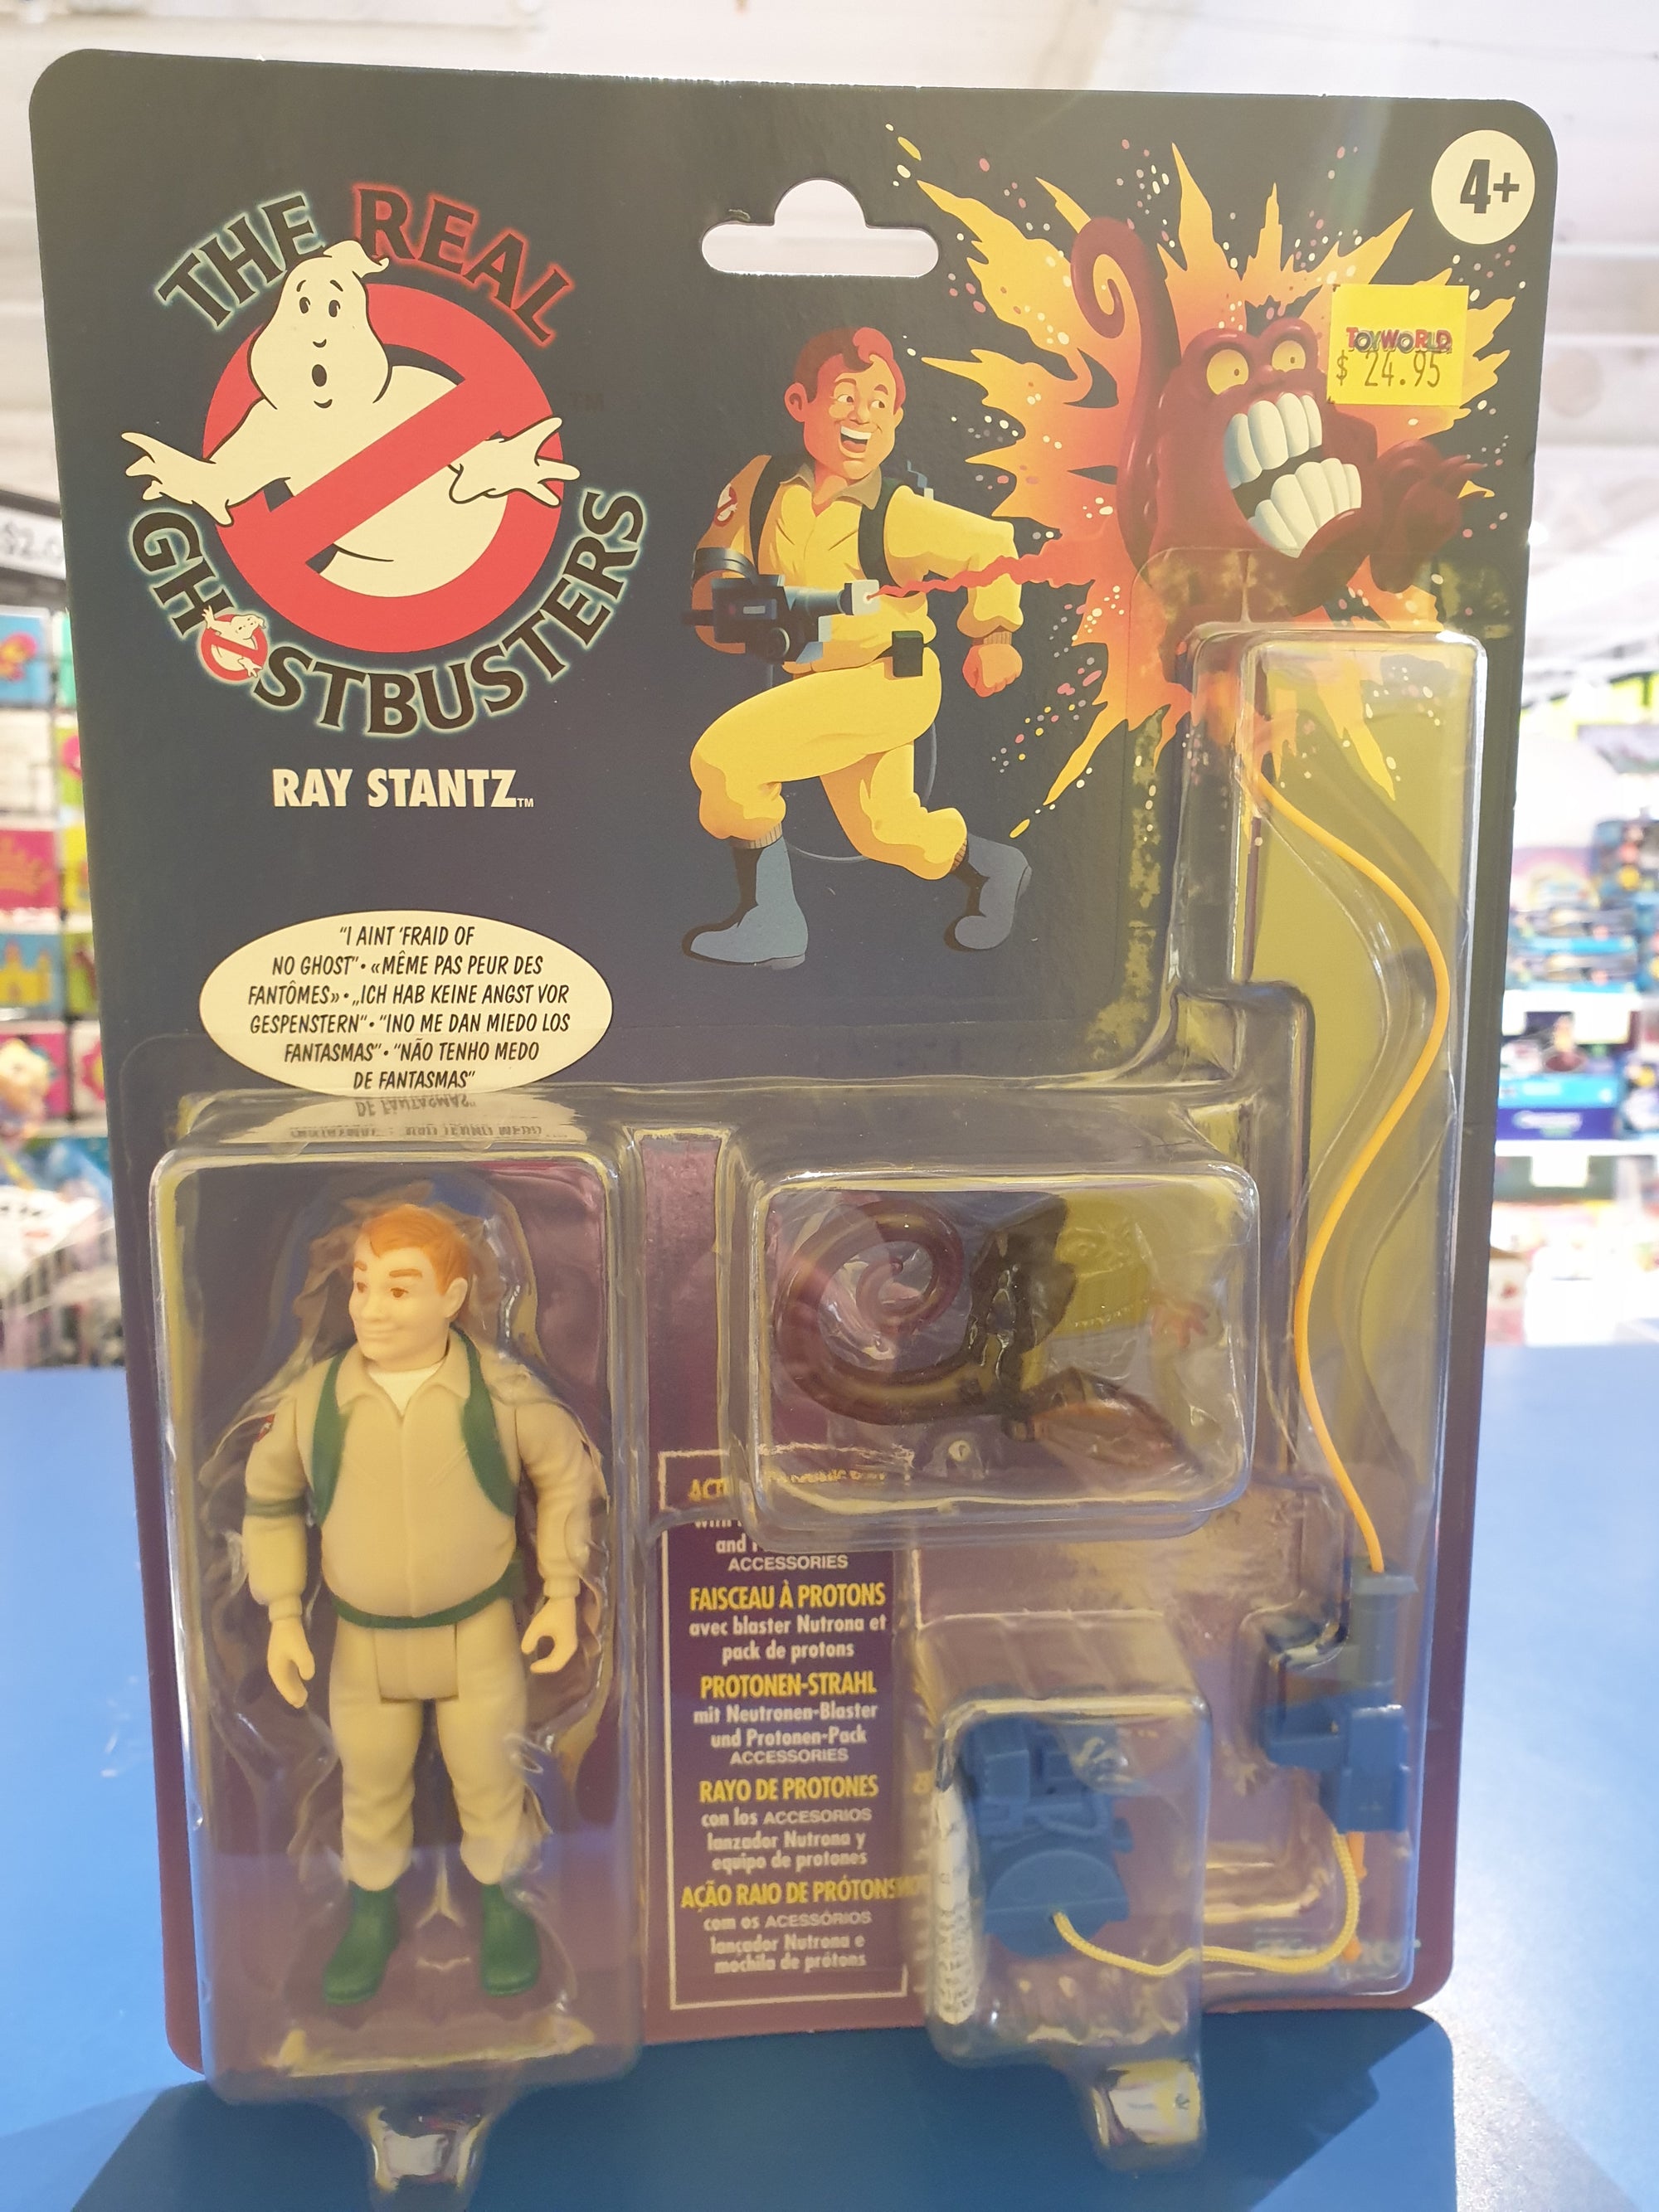 THE REAL
GHOSTBUSTERS
4+
TOYWORLD
$ 24.95
RAY STANTZ™
"I AINT 'FRAID OF
NO GHOST" • «MÊME PAS PEUR DES
FANTÔMES» • „ICH HAB KEINE ANGST VOR
GESPENSTERN" • "INO ME DAN MIEDO LOS
FANTASMAS" • "NÃO TENHO MEDO
DE FANTASMAS"
and
ACCESSORIES
FAISCEAU À PROTONS
avec blaster Nutrona et
pack de protons
PROTONEN-STRAHL
mit Neutronen-Blaster
und Protonen-Pack
ACCESSORIES
RAYO DE PROTONES
con los ACCESORIOS
lanzador Nutrona y
equipo de protones
AÇÃO RAIO DE PRÓTONS
com os ACESSÓRIOS
lançador Nutrona e
mochila de prótons